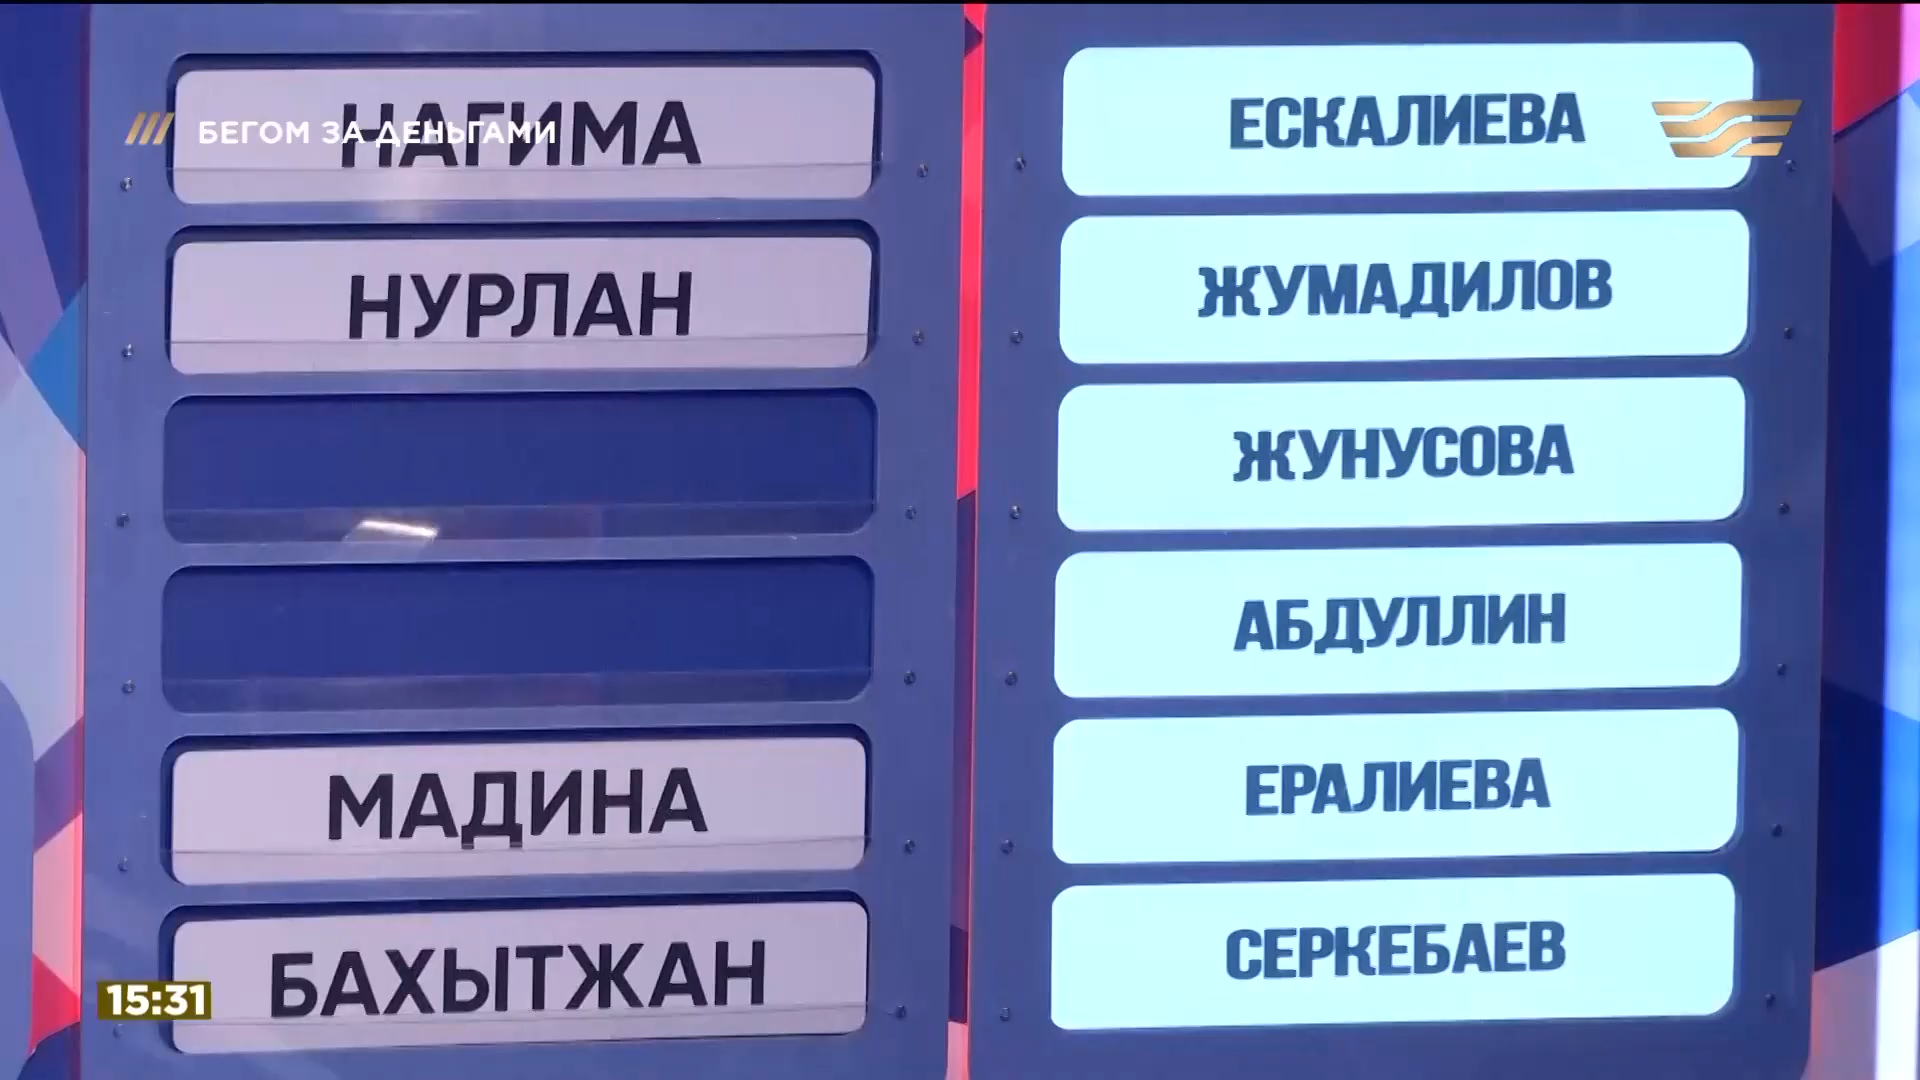 БЕГОМ ЗА ДЕНЬГАМИ
НАГИМА
ЕСКАЛИЕВА
НУРЛАН
ЖУМАДИЛОВ
ЖУНУСОВА
АБДУЛЛИН
МАДИНА
ЕРАЛИЕВА
БАХЫТЖАН
СЕРКЕБАЕВ
15:31